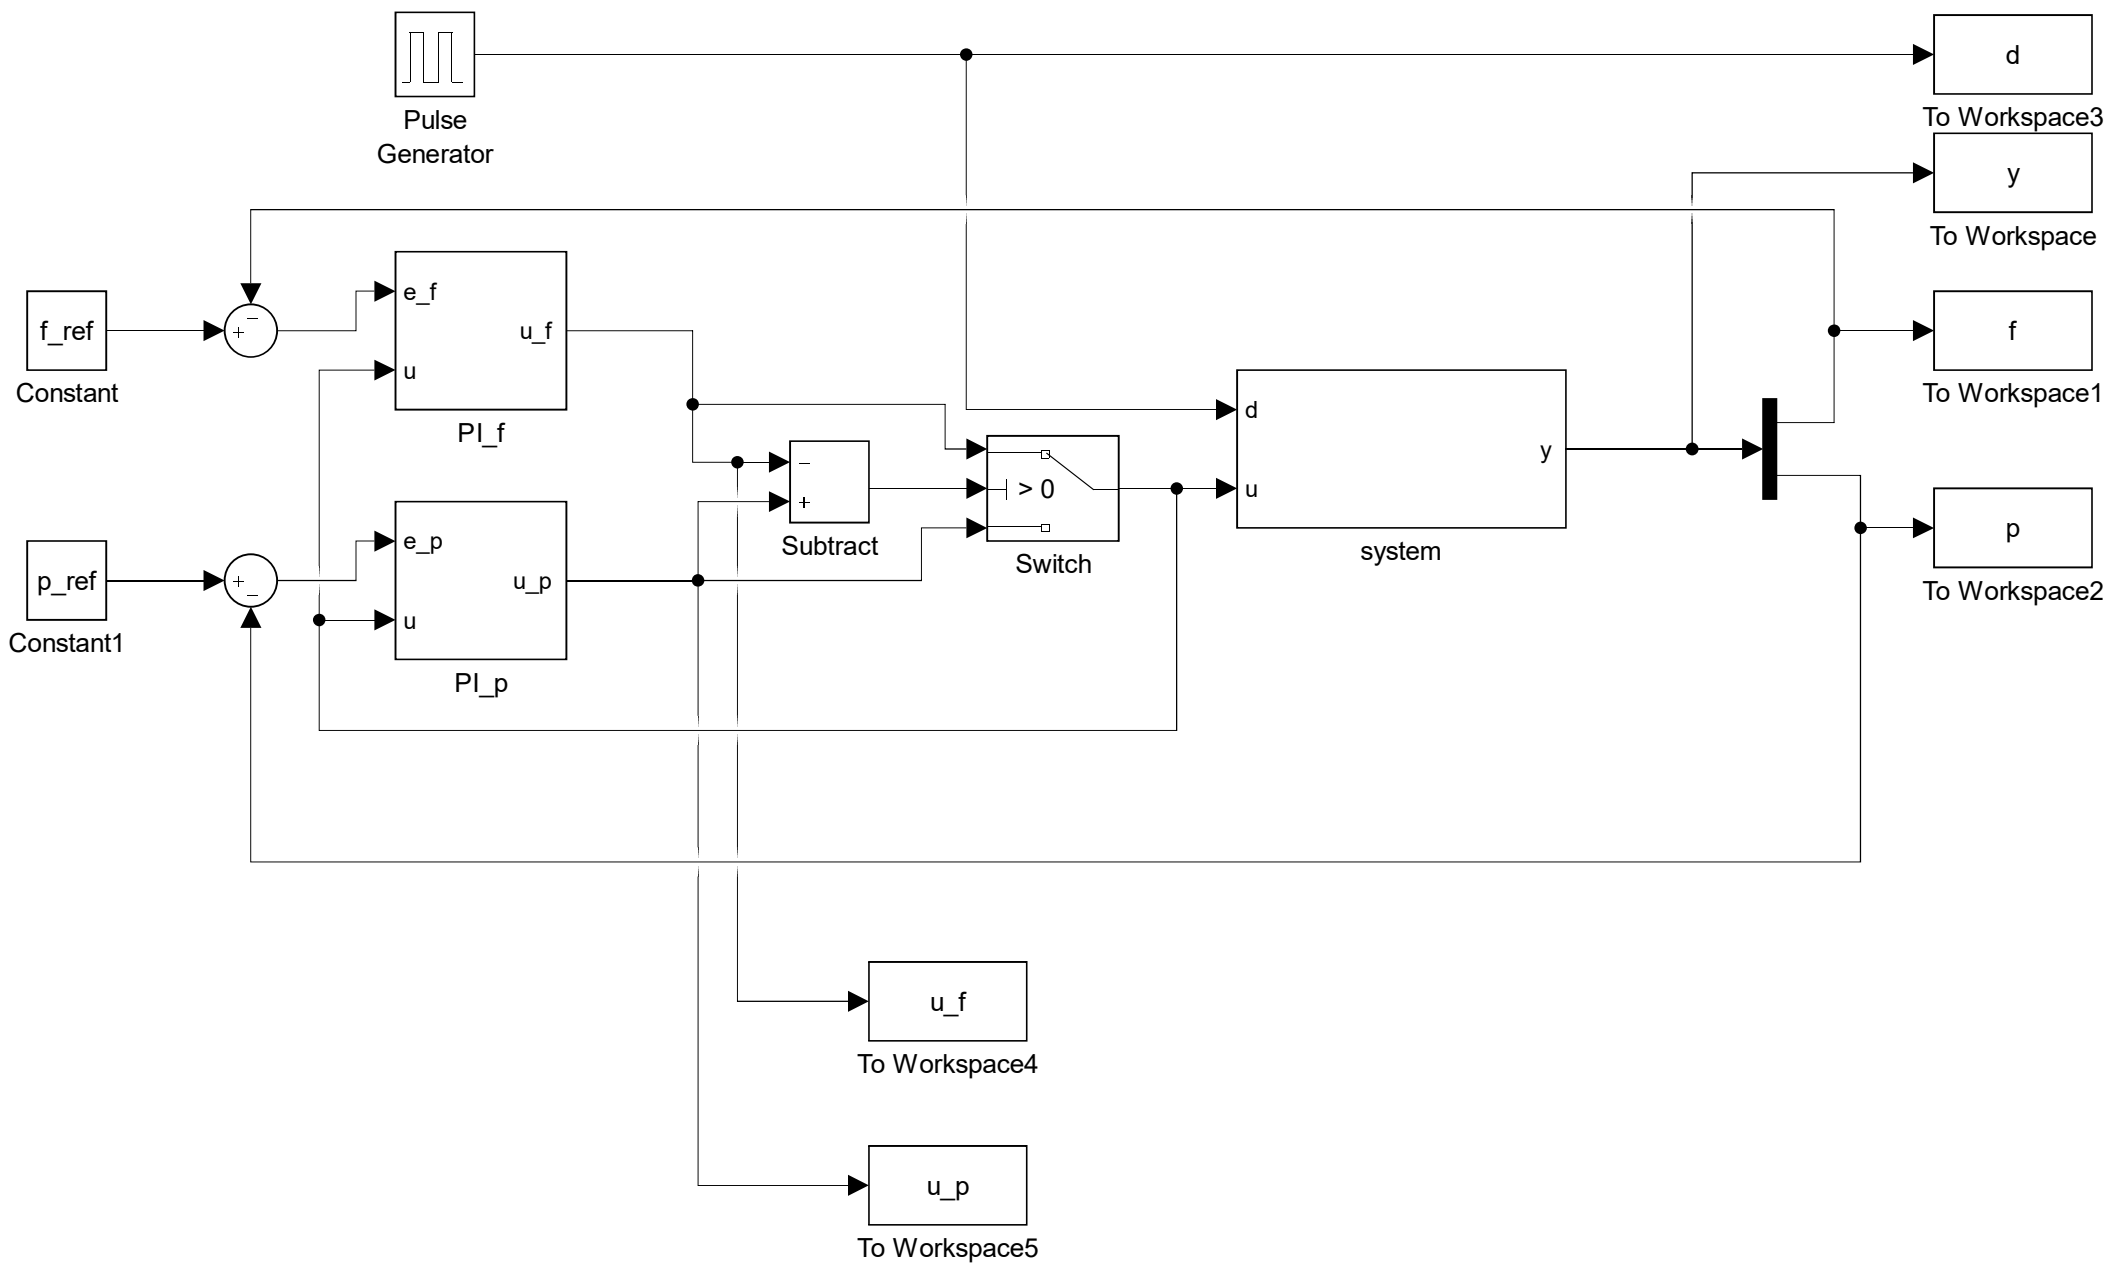 d
Pulse
Generator
To Workspace3
y
To Workspace
f_ref
+
−
Constant
e_f
u_f
u
PI_f
f
To Workspace1
d
y
u
system
−
+
Subtract
> 0
Switch
p
To Workspace2
p_ref
+
−
Constant1
e_p
u_p
u
PI_p
u_f
To Workspace4
u_p
To Workspace5